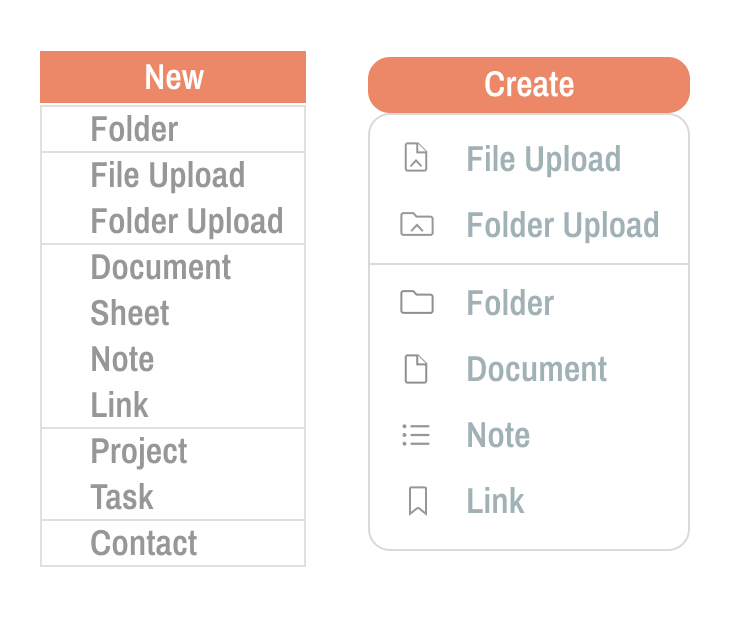 New
Folder
File Upload
Folder Upload
Document
Sheet
Note
Link
Project
Task
Contact
Create
File Upload
Folder Upload
Folder
Document
Note
Link